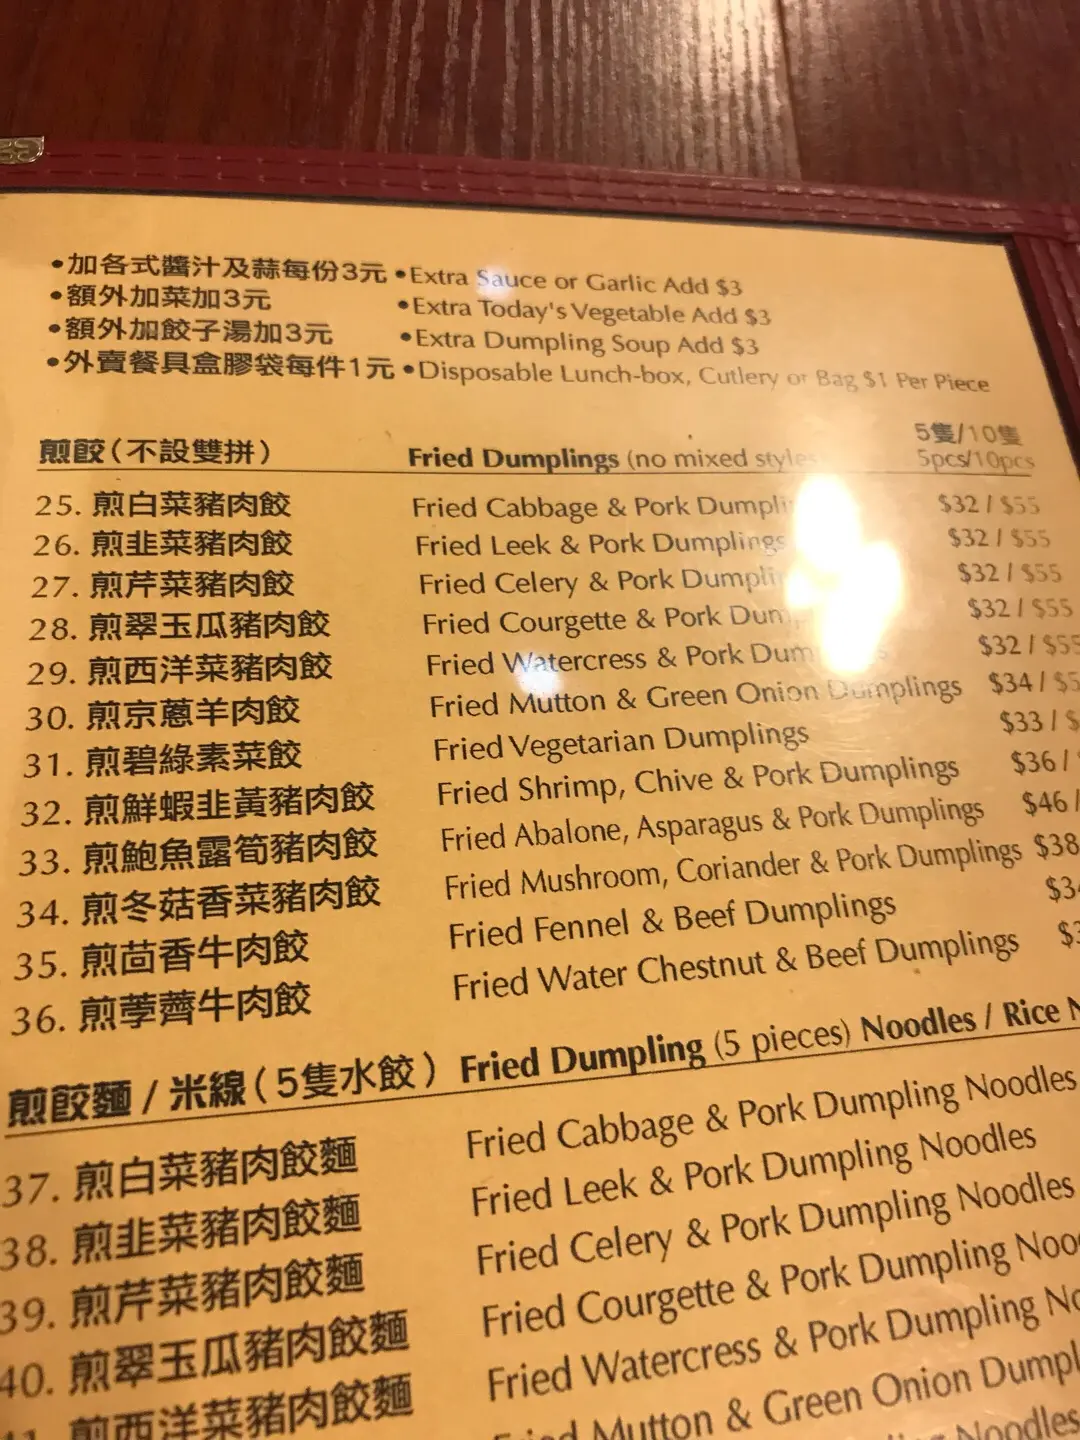 •加各式醬汁及蒜每份3元 •Extra Sauce or Garlic Add $3
•額外加菜加3元 •Extra Today's Vegetable Add $3
•額外加餃子湯加3元 •Extra Dumpling Soup Add $3
•外賣餐具盒膠袋每件1元 •Disposable Lunch-box, Cutlery or Bag $1 Per Piece
5隻/10隻
煎餃(不設雙拼) Fried Dumplings (no mixed styles 5pcs/10pcs
25. 煎白菜豬肉餃 Fried Cabbage & Pork $32 / $55
26. 煎韭菜豬肉餃 Fried Leek & Pork Dumplings $32 / $55
27. 煎芹菜豬肉餃 Fried Celery & Pork $32 / $55
28. 煎翠玉瓜豬肉餃 Fried Courgette & Pork $32 / $55
29. 煎西洋菜豬肉餃 Fried Watercress & Pork $32 / $55
30. 煎京蔥羊肉餃 Fried Mutton & Green Onion Dumplings $34 /
31. 煎碧綠素菜餃 Fried Vegetarian Dumplings $33 /
32. 煎鮮蝦韭黃豬肉餃 Fried Shrimp, Chive & Pork Dumplings $36 /
33. 煎鮑魚露筍豬肉餃 Fried Abalone, Asparagus & Pork Dumplings $46 /
34. 煎冬菇香菜豬肉餃 Fried Mushroom, Coriander & Pork Dumplings $38
35. 煎茴香牛肉餃 Fried Fennel & Beef Dumplings
36. 煎荸薺牛肉餃 Fried Water Chestnut & Beef Dumplings
煎餃麵 / 米線(5隻水餃) Fried Dumpling (5 pieces) Noodles / Rice
37. 煎白菜豬肉餃麵 Fried Cabbage & Pork Dumpling Noodles
38. 煎韭菜豬肉餃麵 Fried Leek & Pork Dumpling Noodles
39. 煎芹菜豬肉餃麵 Fried Celery & Pork Dumpling Noodles
40. 煎翠玉瓜豬肉餃麵 Fried Courgette & Pork Dumpling
煎西洋菜豬肉餃麵 Fried Watercress & Pork Dumpling
Mutton & Green Onion
Noodles